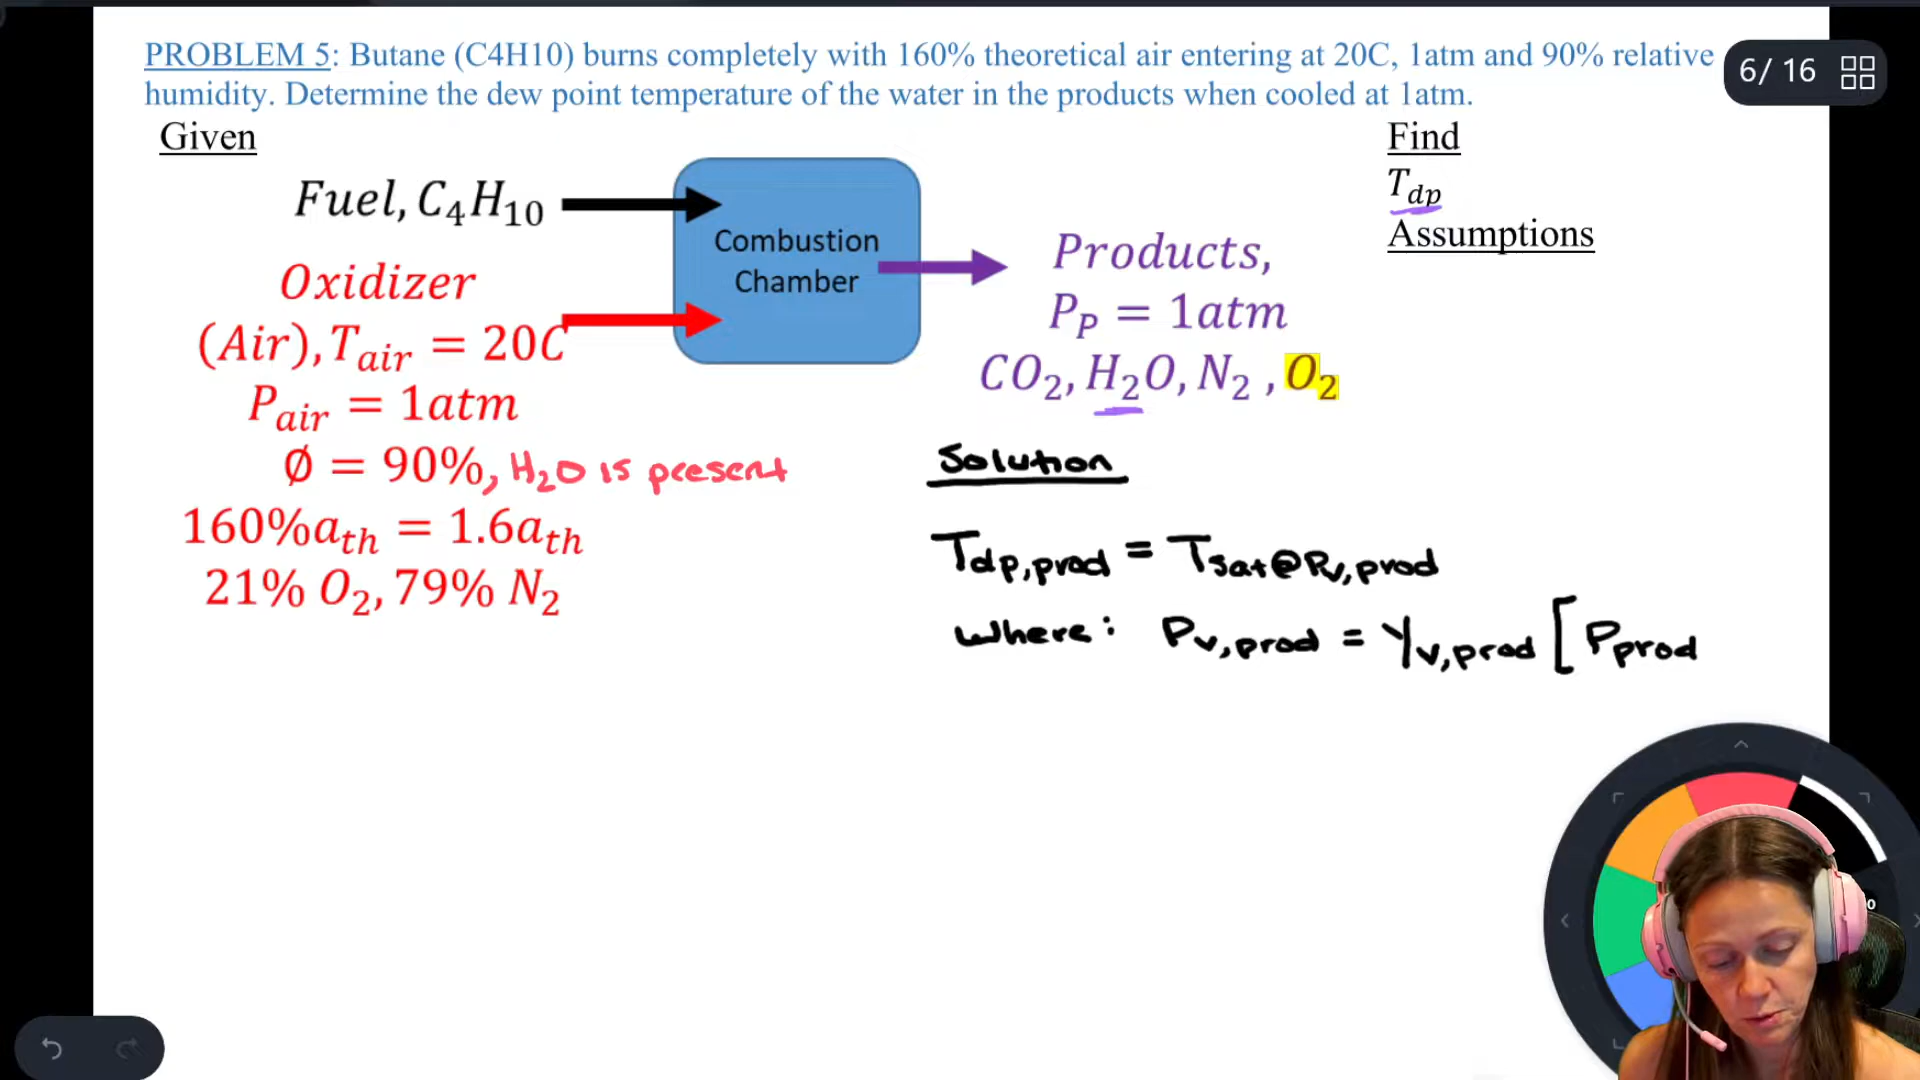 PROBLEM 5: Butane (C4H10) burns completely with 160% theoretical air entering at 20C, 1atm and 90% relative
humidity. Determine the dew point temperature of the water in the products when cooled at 1atm.
6/ 16
Given
Find
Fuel, C₄H₁₀
T_dp
Assumptions
Combustion
Chamber
Oxidizer
(Air), T_air = 20C
P_air = 1atm
∅ = 90%, H₂O is present
160%a_th = 1.6a_th
21% O₂, 79% N₂
Products,
P_P = 1atm
CO₂, H₂O, N₂ , O₂
Solution
T_dp,prod = T_sat@P_v,prod
where: P_v,prod = Y_v,prod [ P_prod